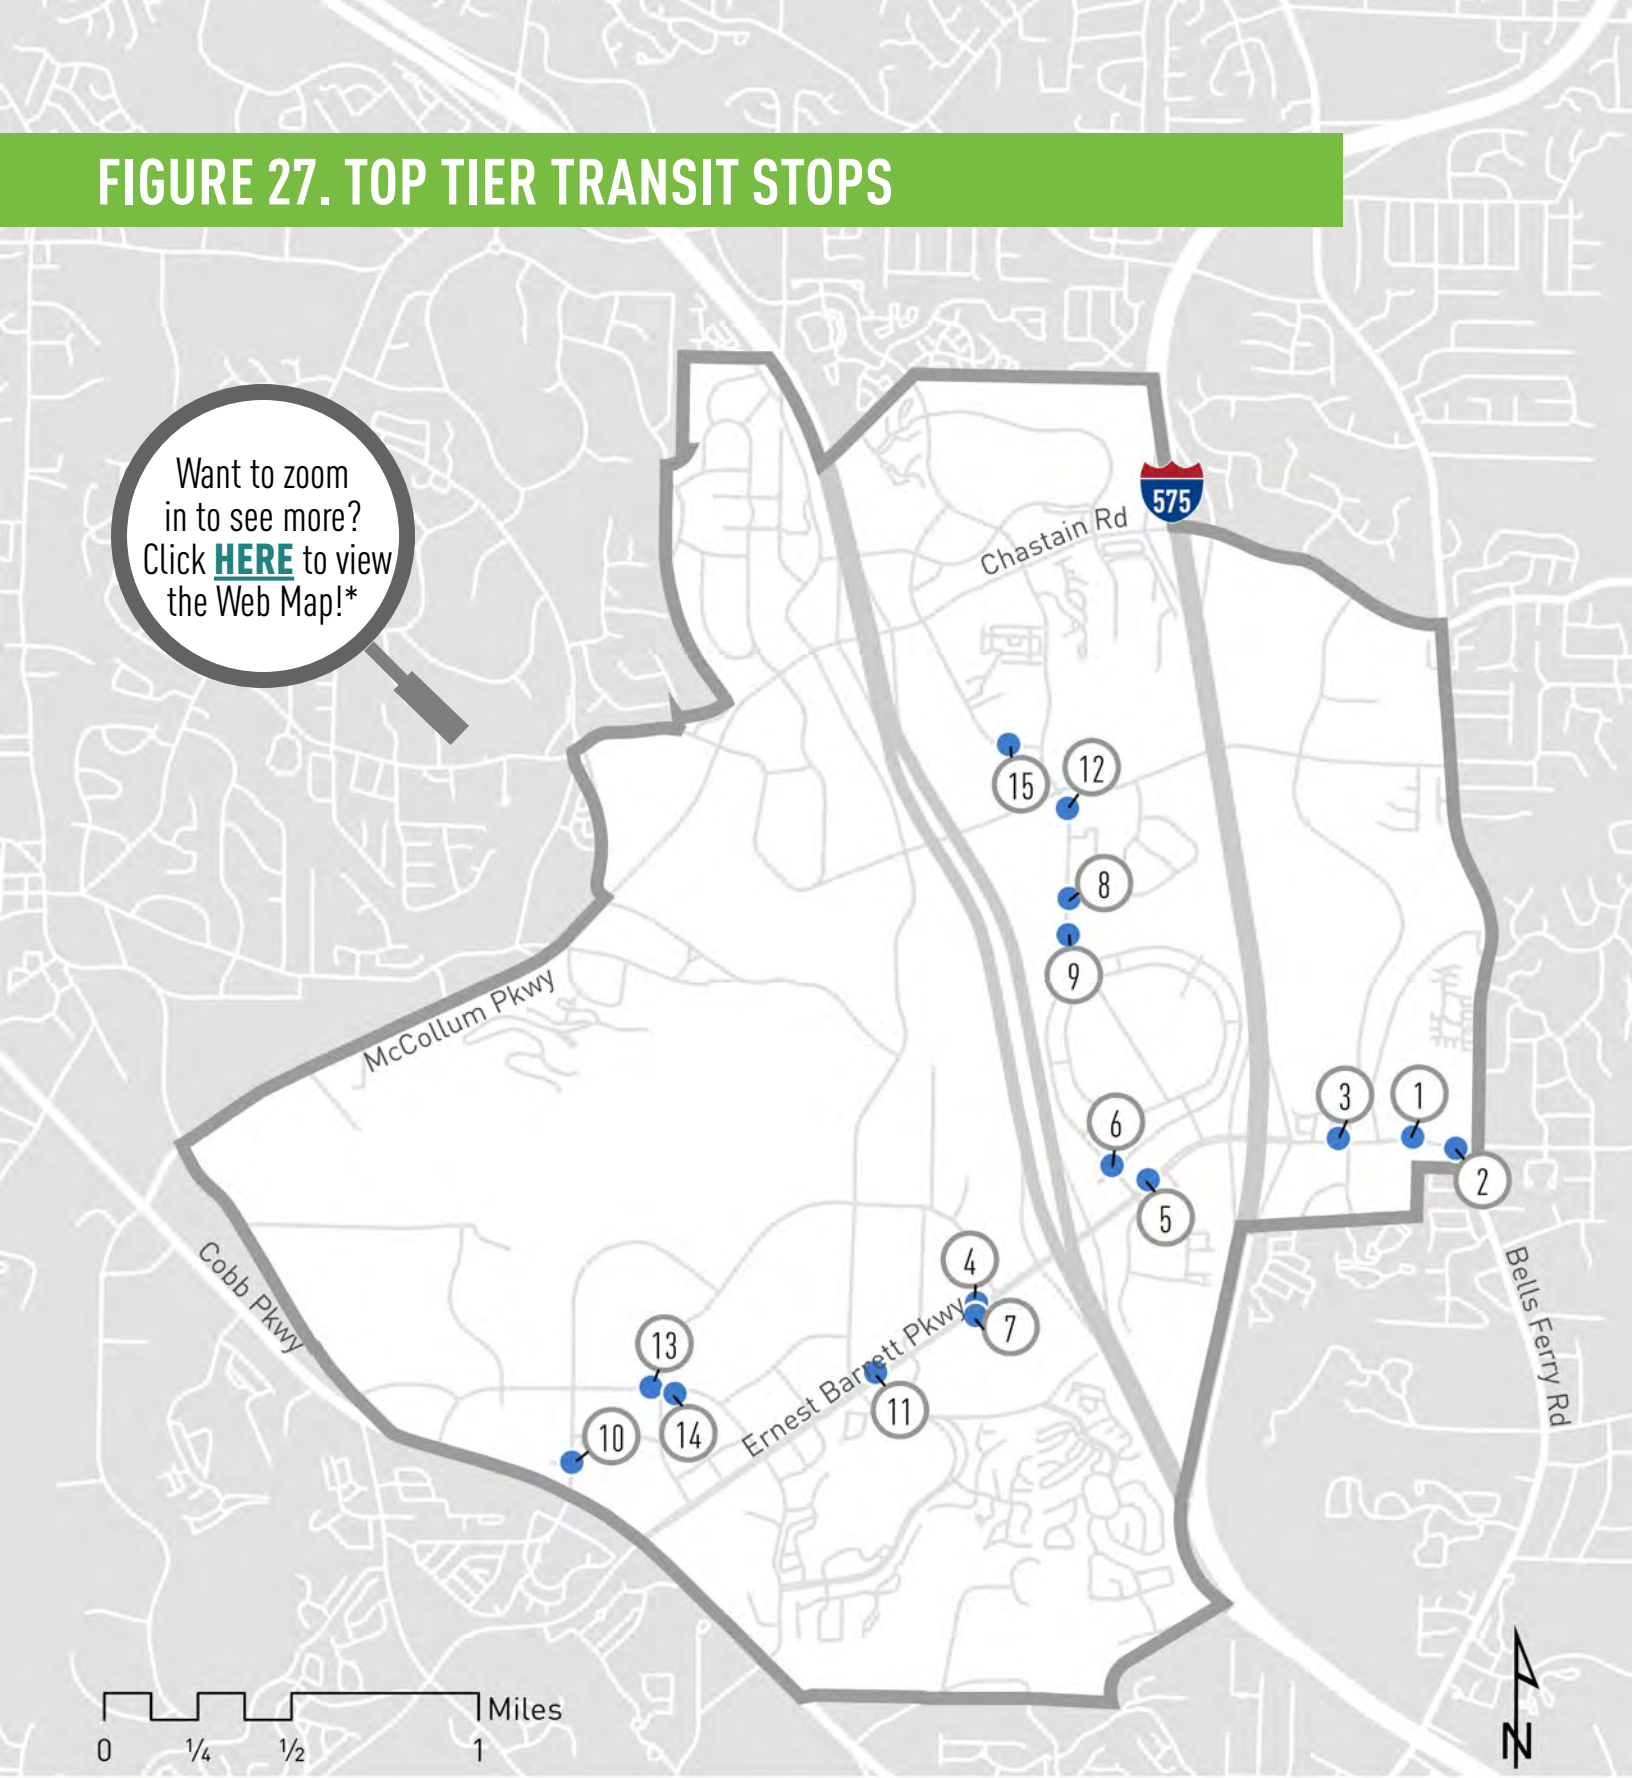 FIGURE 27. TOP TIER TRANSIT STOPS
Want to zoom
in to see more?
Click HERE to view
the Web Map!*
575
Chastain Rd
15
12
8
9
McCollum Pkwy
3
1
6
2
5
Cobb Pkwy
4
7
Bells Ferry Rd
13
Ernest Barrett Pkwy
11
14
10
Miles
0 ¼ ½ 1
N